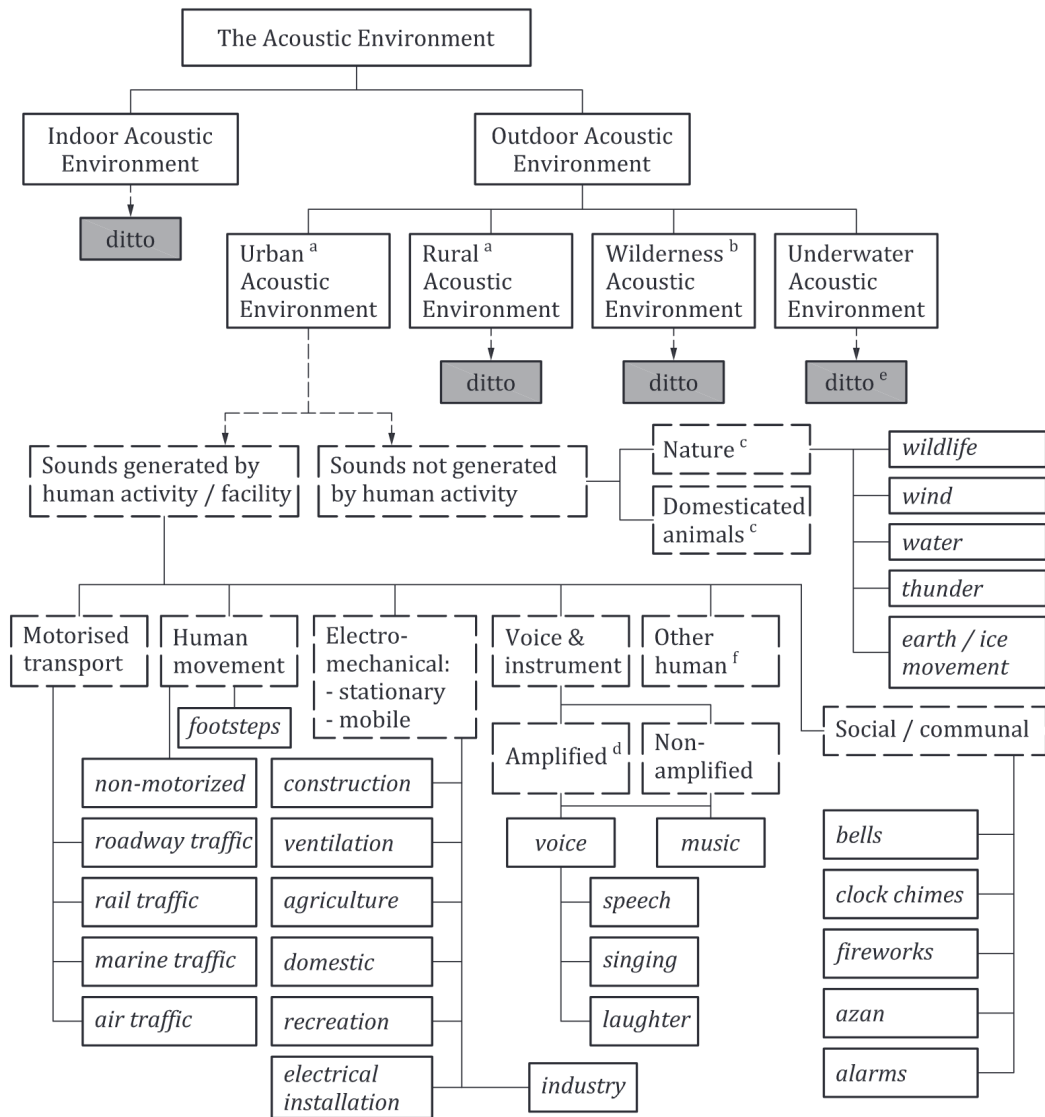 The Acoustic Environment
Indoor Acoustic
Environment
Outdoor Acoustic
Environment
ditto
Urban a
Acoustic
Environment
Rural a
Acoustic
Environment
Wilderness b
Acoustic
Environment
Underwater
Acoustic
Environment
ditto
ditto
ditto e
Sounds generated by
human activity / facility
Sounds not generated
by human activity
Nature c
Domesticated
animals c
wildlife
wind
water
thunder
earth / ice
movement
Motorised
transport
Human
movement
Electro-
mechanical:
- stationary
- mobile
Voice &
instrument
Other
human f
Social / communal
footsteps
non-motorized
roadway traffic
rail traffic
marine traffic
air traffic
construction
ventilation
agriculture
domestic
recreation
electrical
installation
industry
Amplified d
Non-
amplified
voice
music
speech
singing
laughter
bells
clock chimes
fireworks
azan
alarms